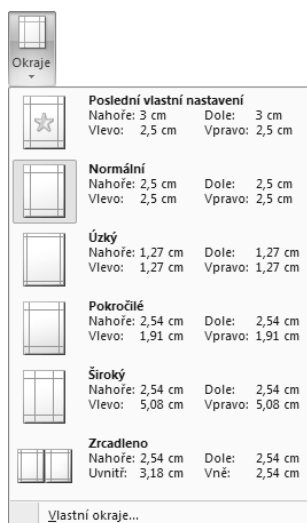 Okraje
Poslední vlastní nastavení
Nahoře: 3 cm Dole: 3 cm
Vlevo: 2,5 cm Vpravo: 2,5 cm
Normální
Nahoře: 2,5 cm Dole: 2,5 cm
Vlevo: 2,5 cm Vpravo: 2,5 cm
Úzký
Nahoře: 1,27 cm Dole: 1,27 cm
Vlevo: 1,27 cm Vpravo: 1,27 cm
Pokročilé
Nahoře: 2,54 cm Dole: 2,54 cm
Vlevo: 1,91 cm Vpravo: 1,91 cm
Široký
Nahoře: 2,54 cm Dole: 2,54 cm
Vlevo: 5,08 cm Vpravo: 5,08 cm
Zrcadleno
Nahoře: 2,54 cm Dole: 2,54 cm
Uvnitř: 3,18 cm Vně: 2,54 cm
Vlastní okraje...